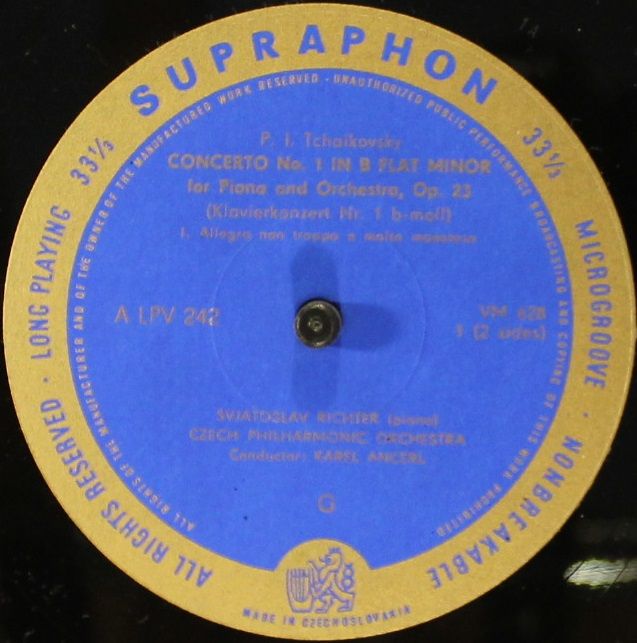 SUPRAPHON
33⅓
33⅓
LONG PLAYING
MICROGROOVE
ALL RIGHTS RESERVED
NONBREAKABLE
ALL RIGHTS OF THE MANUFACTURER AND OF THE OWNER OF THE MANUFACTURED WORK RESERVED - UNAUTHORIZED PUBLIC PERFORMANCE BROADCASTING AND COPYING OF THIS WORK PROHIBITED
P. I. Tchaikovsky
CONCERTO No. 1 IN B FLAT MINOR
for Piano and Orchestra, Op. 23
(Klavierkonzert Nr. 1 b-moll)
1. Allegro non troppo e molto maestoso
A LPV 242
VM 628
1 (2 sides)
SVJATOSLAV RICHTER (piano)
CZECH PHILHARMONIC ORCHESTRA
Conductor: KAREL ANCERL
G
MADE IN CZECHOSLOVAKIA